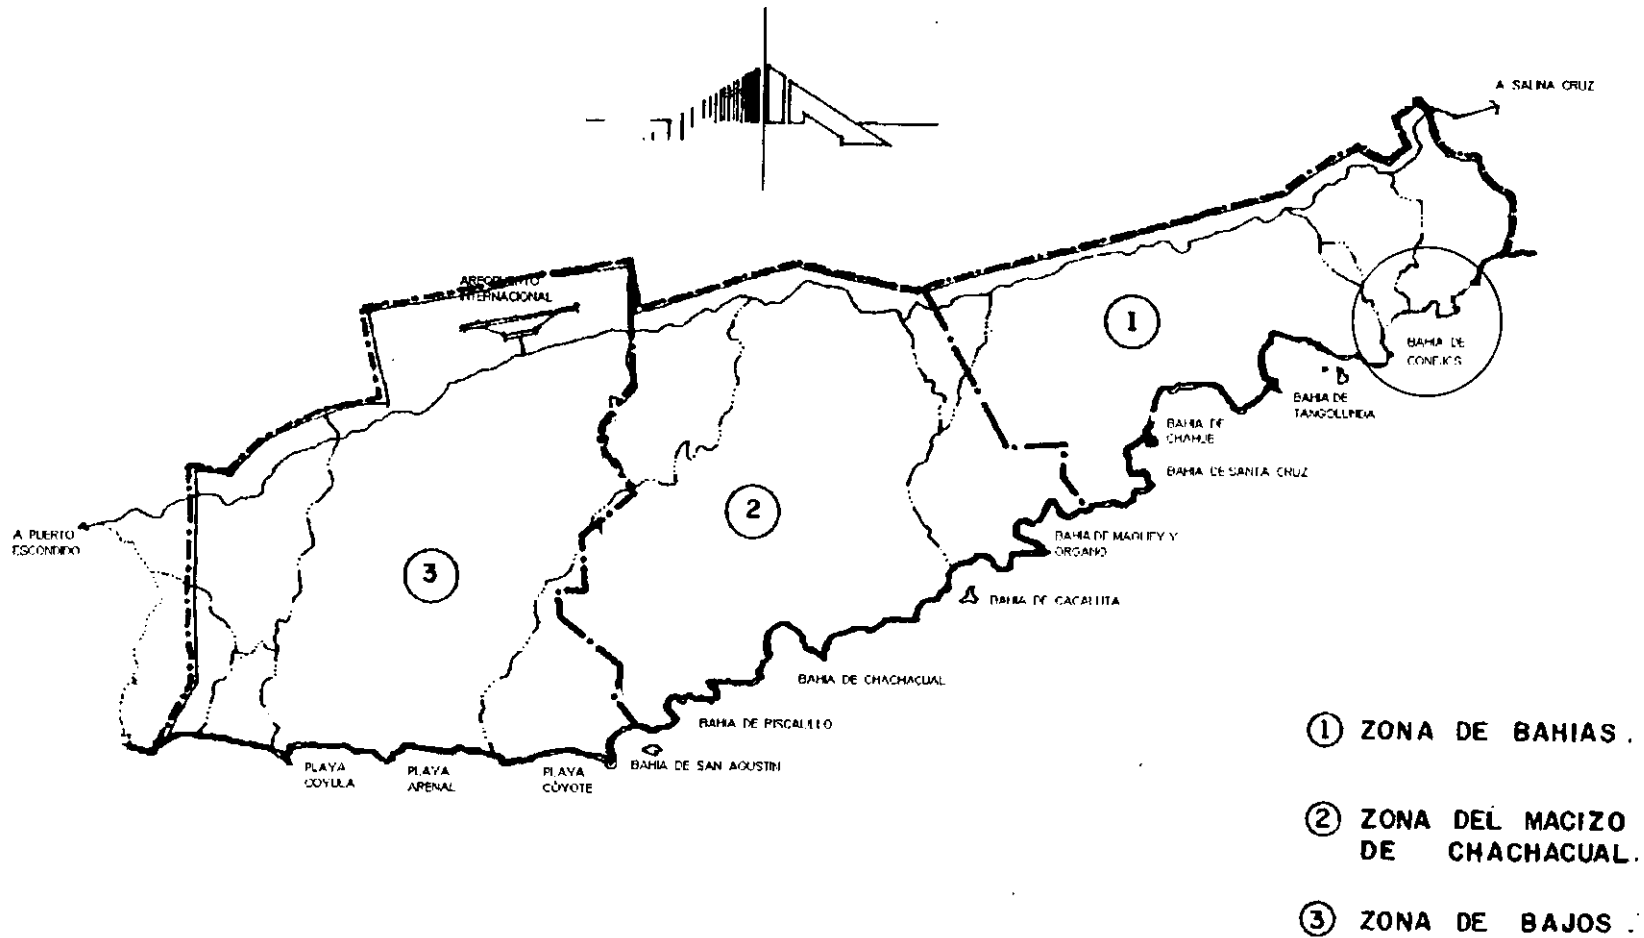 A SALINA CRUZ
AEROPUERTO
INTERNACIONAL
1
BAHIA DE
CONEJOS
BAHIA DE
TANGOLUNDA
BAHIA DE
CHAHUE
BAHIA DE SANTA CRUZ
2
A PUERTO
ESCONDIDO
BAHIA DE MAGUEY Y
ORGANO
3
BAHIA DE CACALUTA
BAHIA DE CHACHACUAL
BAHIA DE PISCALILLO
BAHIA DE SAN AGUSTIN
PLAYA
COYULA
PLAYA
ARENAL
PLAYA
COYOTE
1 ZONA DE BAHIAS.
2 ZONA DEL MACIZO
DE CHACHACUAL.
3 ZONA DE BAJOS.